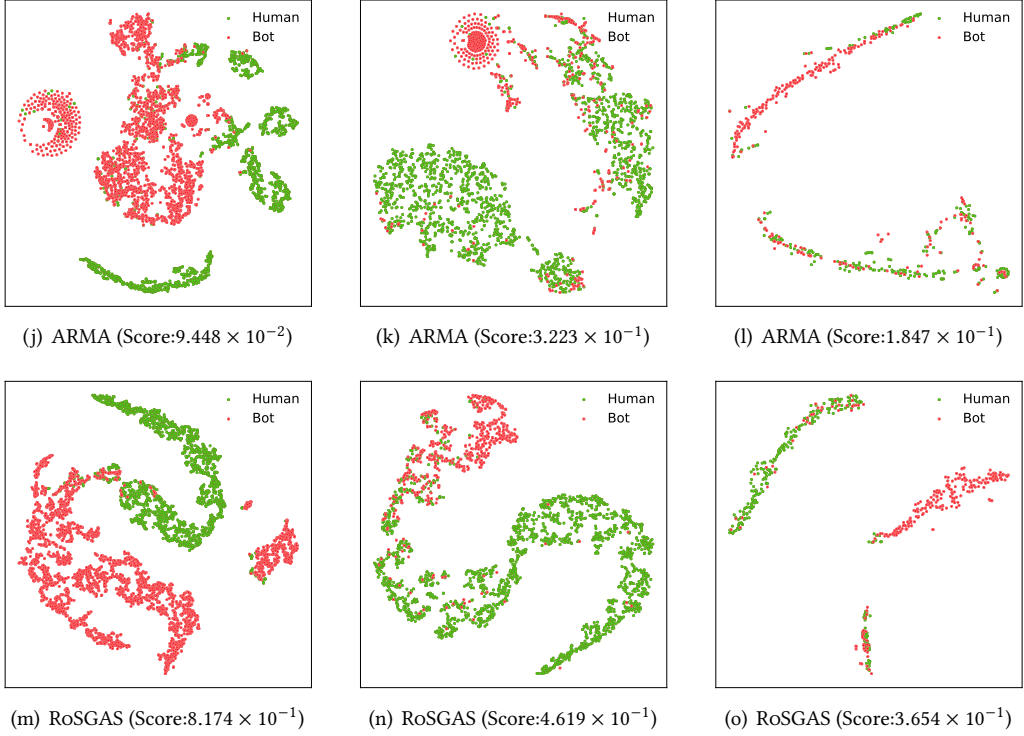 Human
Bot
Human
Bot
Human
Bot
(j) ARMA (Score:9.448 × 10⁻²)
(k) ARMA (Score:3.223 × 10⁻¹)
(l) ARMA (Score:1.847 × 10⁻¹)
Human
Bot
Human
Bot
Human
Bot
(m) RoSGAS (Score:8.174 × 10⁻¹)
(n) RoSGAS (Score:4.619 × 10⁻¹)
(o) RoSGAS (Score:3.654 × 10⁻¹)